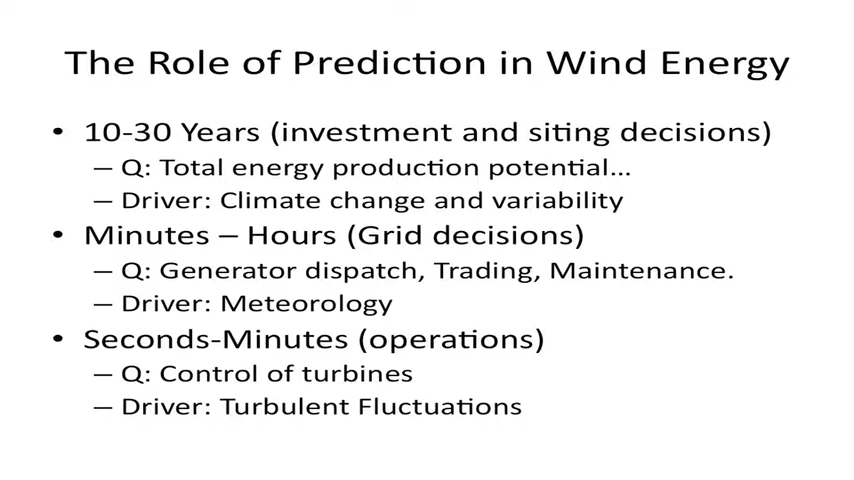 The Role of Prediction in Wind Energy
• 10-30 Years (investment and siting decisions)
– Q: Total energy production potential...
– Driver: Climate change and variability
• Minutes – Hours (Grid decisions)
– Q: Generator dispatch, Trading, Maintenance.
– Driver: Meteorology
• Seconds-Minutes (operations)
– Q: Control of turbines
– Driver: Turbulent Fluctuations